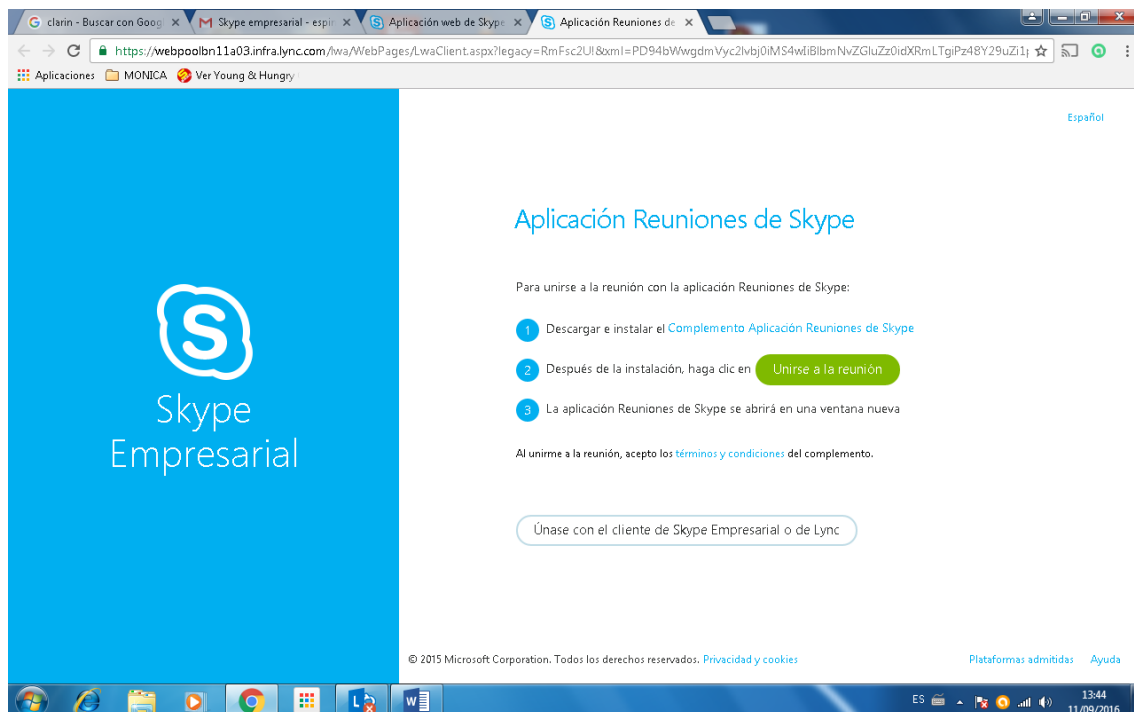 clarin - Buscar con Goog
Skype empresarial - espin
Aplicación web de Skype
Aplicación Reuniones de
https://webpoolbn11a03.infra.lync.com/lwa/WebPages/LwaClient.aspx?legacy=RmFsc2U!&xml=
Aplicaciones
MONICA
Ver Young & Hungry
Español
Aplicación Reuniones de Skype
Para unirse a la reunión con la aplicación Reuniones de Skype:
1 Descargar e instalar el Complemento Aplicación Reuniones de Skype
2 Después de la instalación, haga clic en Unirse a la reunión
3 La aplicación Reuniones de Skype se abrirá en una ventana nueva
Al unirme a la reunión, acepto los términos y condiciones del complemento.
Únase con el cliente de Skype Empresarial o de Lync
Skype
Empresarial
© 2015 Microsoft Corporation. Todos los derechos reservados. Privacidad y cookies
Plataformas admitidas Ayuda
ES
13:44
11/09/2016